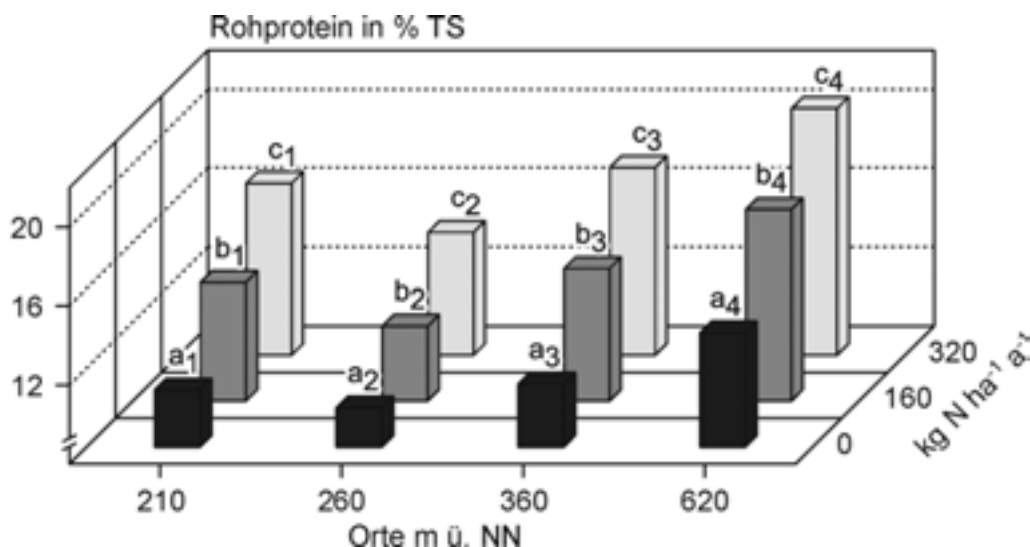 Rohprotein in % TS
c4
c1
c3
b4
c2
20
b1
b3
b2
a4
16
a1
a3
320
12
a2
160
kg N ha⁻¹ a⁻¹
0
210
260
360
620
Orte m ü. NN